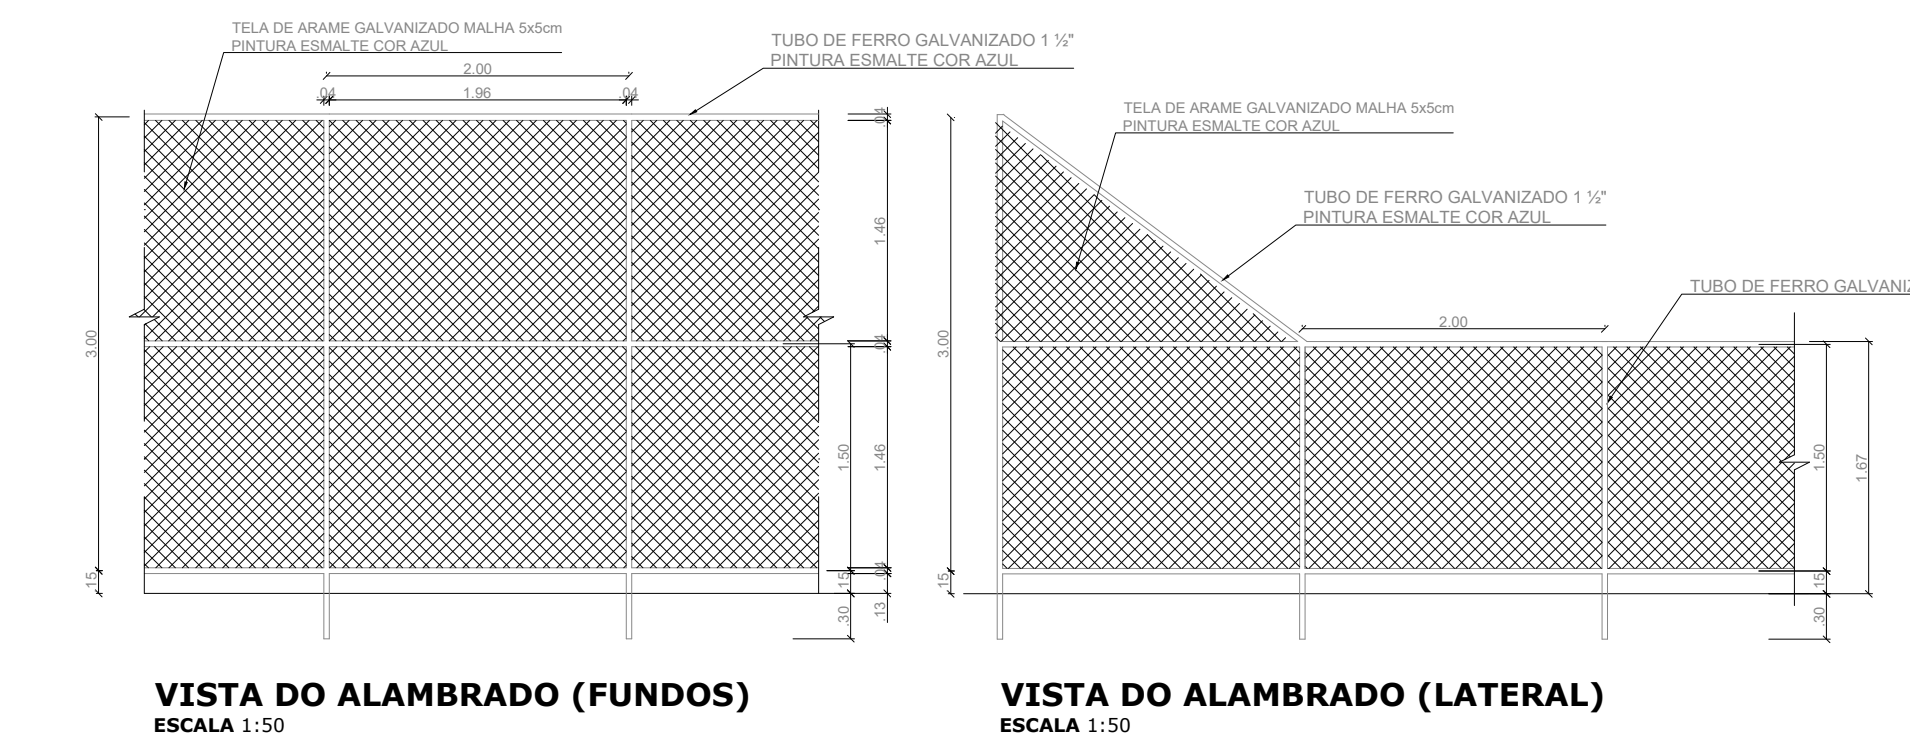 TELA DE ARAME GALVANIZADO MALHA 5x5cm
PINTURA ESMALTE COR AZUL
TUBO DE FERRO GALVANIZADO 1 ½"
PINTURA ESMALTE COR AZUL
2.00
.04
1.96
.04
3.00
.15
.04
1.46
.04
1.50
1.46
.15
.04
.30
.13
TELA DE ARAME GALVANIZADO MALHA 5x5cm
PINTURA ESMALTE COR AZUL
TUBO DE FERRO GALVANIZADO 1 ½"
PINTURA ESMALTE COR AZUL
TUBO DE FERRO GALVANIZ
2.00
3.00
.15
1.50
1.67
.15
.30
VISTA DO ALAMBRADO (FUNDOS)
ESCALA 1:50
VISTA DO ALAMBRADO (LATERAL)
ESCALA 1:50